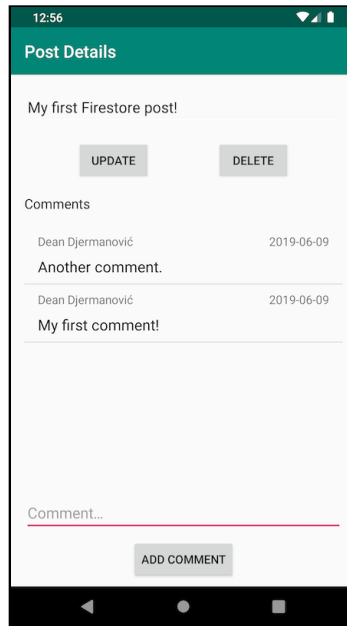 12:56
Post Details
My first Firestore post!
UPDATE DELETE
Comments
Dean Djermanović 2019-06-09
Another comment.
Dean Djermanović 2019-06-09
My first comment!
Comment...
ADD COMMENT